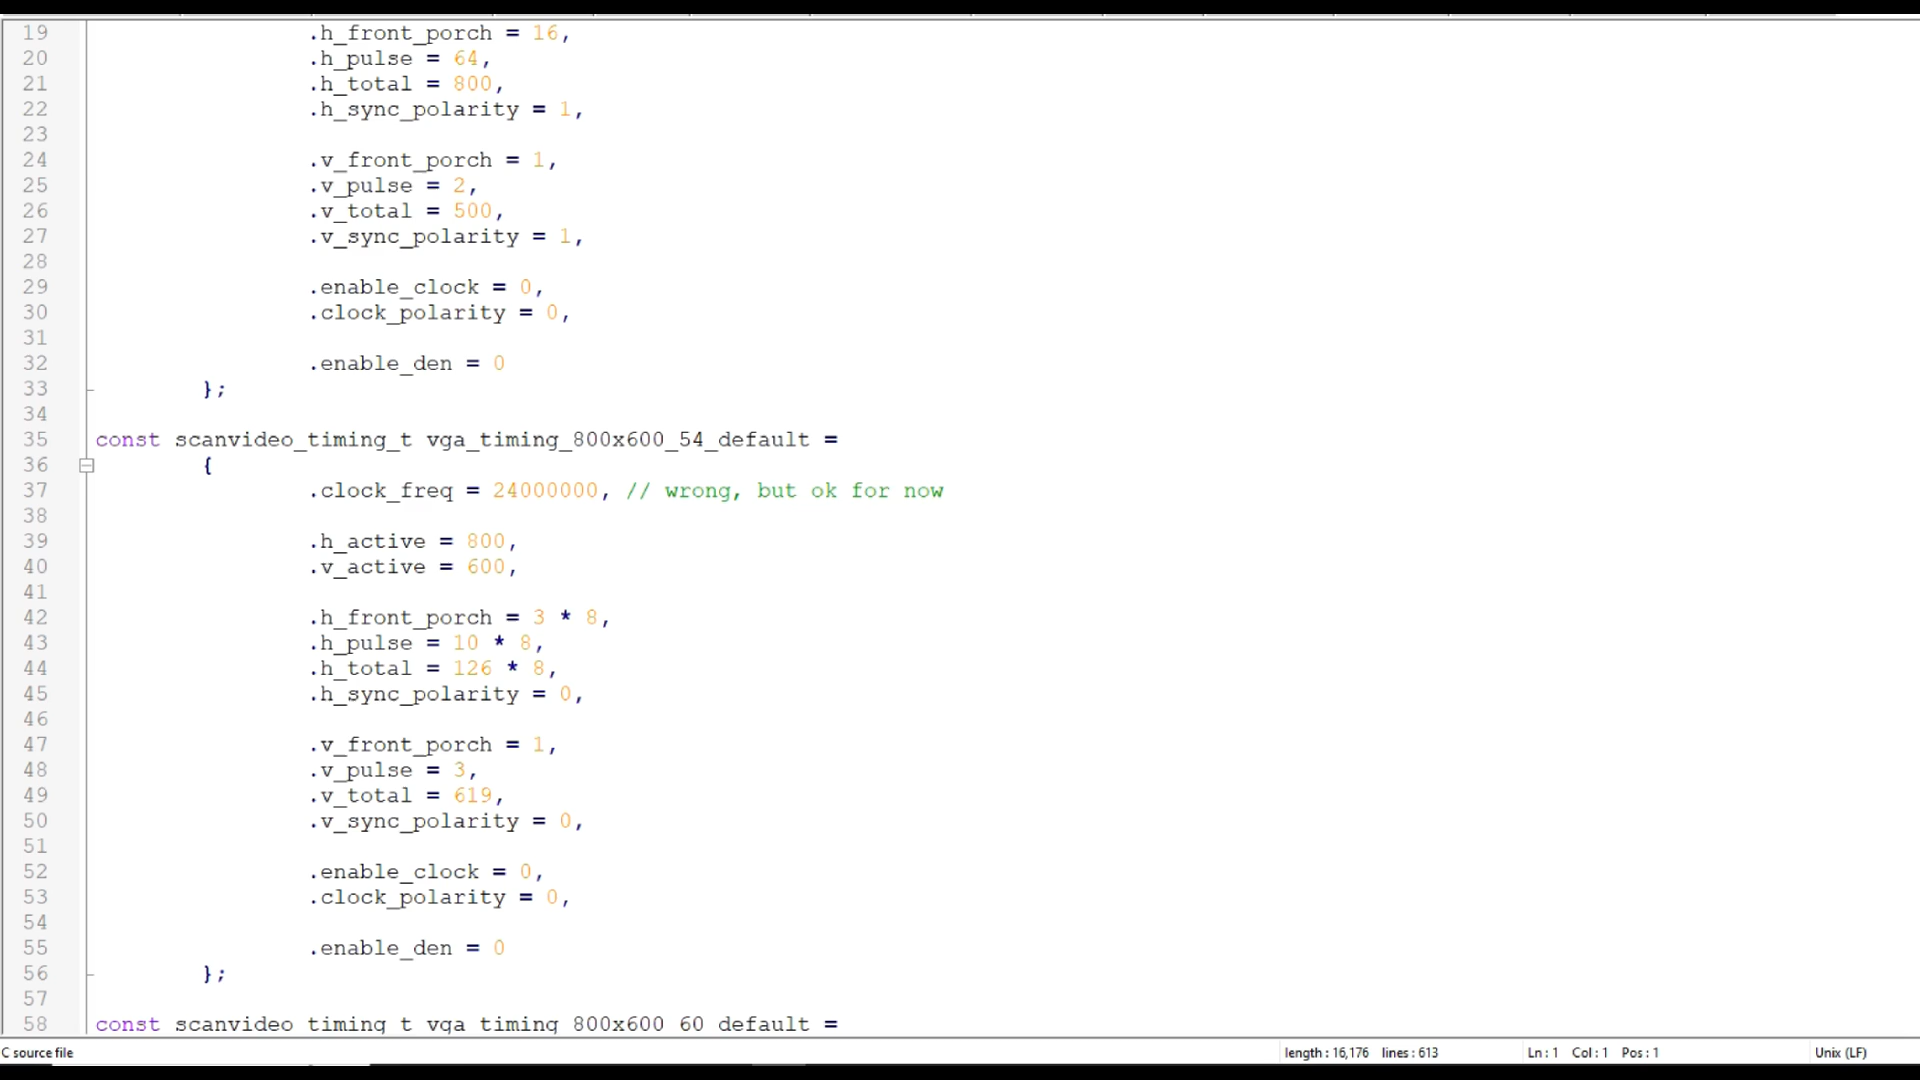 19 .h_front_porch = 16,
20 .h_pulse = 64,
21 .h_total = 800,
22 .h_sync_polarity = 1,
23
24 .v_front_porch = 1,
25 .v_pulse = 2,
26 .v_total = 500,
27 .v_sync_polarity = 1,
28
29 .enable_clock = 0,
30 .clock_polarity = 0,
31
32 .enable_den = 0
33 };
34
35 const scanvideo_timing_t vga_timing_800x600_54_default =
36 {
37 .clock_freq = 24000000, // wrong, but ok for now
38
39 .h_active = 800,
40 .v_active = 600,
41
42 .h_front_porch = 3 * 8,
43 .h_pulse = 10 * 8,
44 .h_total = 126 * 8,
45 .h_sync_polarity = 0,
46
47 .v_front_porch = 1,
48 .v_pulse = 3,
49 .v_total = 619,
50 .v_sync_polarity = 0,
51
52 .enable_clock = 0,
53 .clock_polarity = 0,
54
55 .enable_den = 0
56 };
57
58 const scanvideo_timing_t vga_timing_800x600_60_default =
C source file length : 16,176 lines : 613 Ln : 1 Col : 1 Pos : 1 Unix (LF)